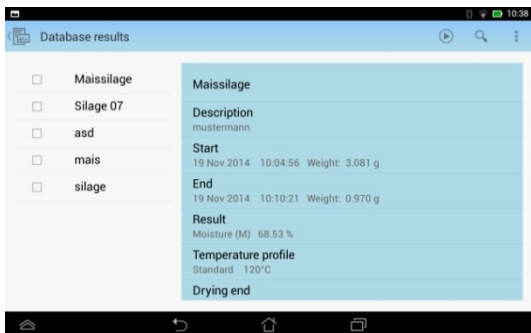 10:38
Database results
Maissilage
Silage 07
asd
mais
silage
Maissilage
Description
mustermann
Start
19 Nov 2014 10:04:56 Weight: 3.081 g
End
19 Nov 2014 10:10:21 Weight: 0.970 g
Result
Moisture (M) 68.53 %
Temperature profile
Standard 120°C
Drying end